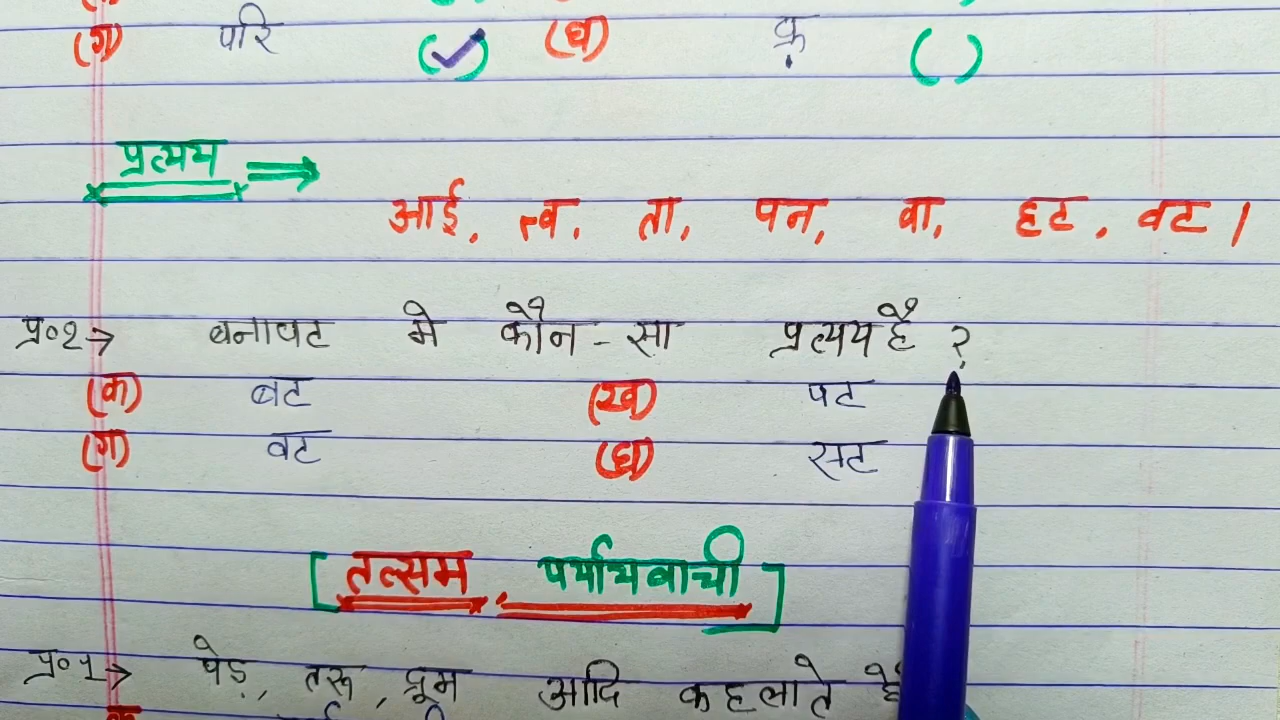 (ग) परि (✓) (घ) कृ ( )
प्रत्यय ⇒
आई, त्व, ता, पन, वा, हट, वट।
प्र०2→ बनावट मे कौन-सा प्रत्यय है ?
(क) बट (ख) पट
(ग) वट (घ) सट
[तत्सम, पर्यायवाची]
प्र०1→ पेड़, तरू, द्रूम आदि कहलाते है